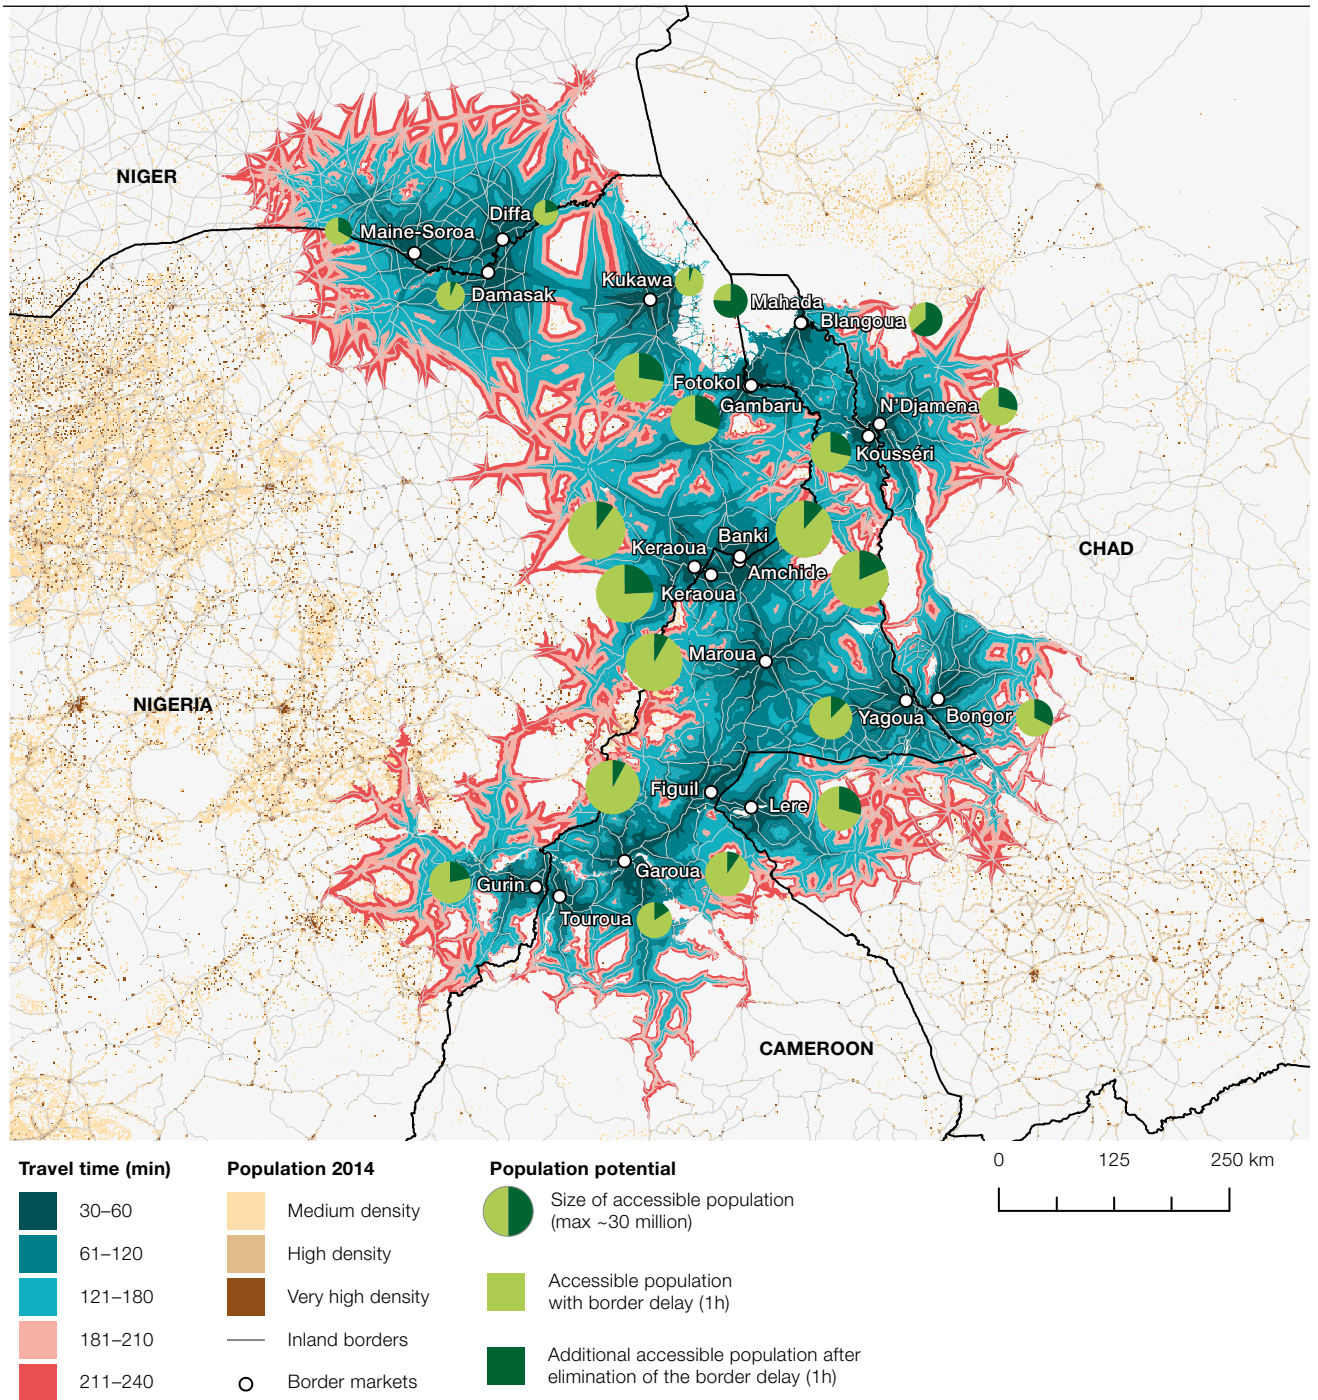 NIGER
Diffa
Maine-Soroa
Kukawa
Damasak
Mahada
Blangoua
Fotokol
Gambaru
N'Djamena
Kousséri
Banki
Keraoua
CHAD
Amchide
Keraoua
Maroua
NIGERIA
Yagoua
Bongor
Figuil
Lere
Garoua
Gurin
Touroua
CAMEROON
Travel time (min)
30–60
61–120
121–180
181–210
211–240
Population 2014
Medium density
High density
Very high density
Inland borders
Border markets
Population potential
Size of accessible population
(max ~30 million)
Accessible population
with border delay (1h)
Additional accessible population after
elimination of the border delay (1h)
0 125 250 km